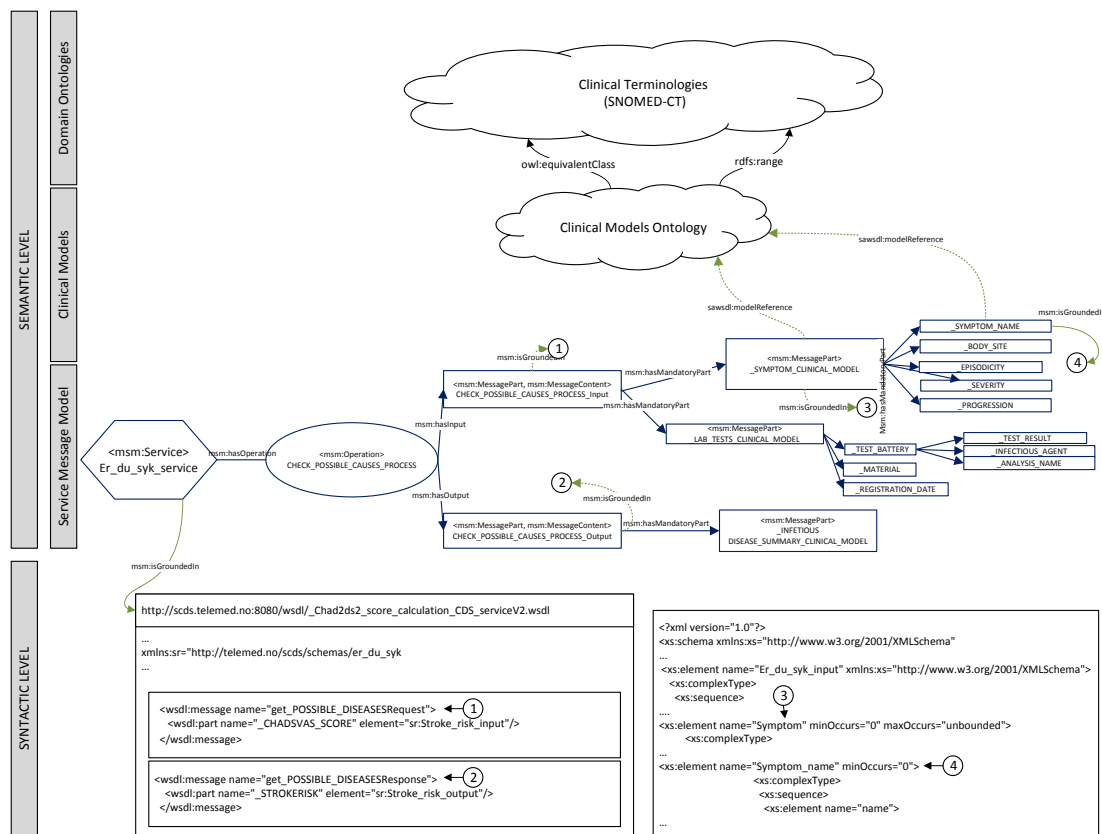 SEMANTIC LEVEL
Domain Ontologies
Clinical Models
Service Message Model
SYNTACTIC LEVEL
Clinical Terminologies
(SNOMED-CT)
owl:equivalentClass
rdfs:range
Clinical Models Ontology
sawsdl:modelReference
sawsdl:modelReference
msm:isGroundedI
1
msm:isGroundedIn
<msm:MessagePart>
_SYMPTOM_CLINICAL_MODEL
Msm:hasMandatoryPart
_SYMPTOM_NAME
_BODY_SITE
_EPISODICITY
_SEVERITY
_PROGRESSION
4
msm:hasMandatoryPart
<msm:MessagePart, msm:MessageContent>
CHECK_POSSIBLE_CAUSES_PROCESS_Input
msm:hasMandatoryPart
msm:isGroundedIn
3
<msm:MessagePart>
LAB_TESTS_CLINICAL_MODEL
_TEST_BATTERY
_MATERIAL
_REGISTRATION_DATE
_TEST_RESULT
_INFECTIOUS_AGENT
_ANALYSIS_NAME
msm:hasInput
<msm:Service>
Er_du_syk_service
msm:hasOperation
<msm:Operation>
CHECK_POSSIBLE_CAUSES_PROCESS
msm:hasOutput
2
msm:isGroundedIn
<msm:MessagePart, msm:MessageContent>
CHECK_POSSIBLE_CAUSES_PROCESS_Output
msm:hasMandatoryPart
<msm:MessagePart>
_INFETIOUS
DISEASE_SUMMARY_CLINICAL_MODEL
msm:isGroundedIn
http://scds.telemed.no:8080/wsdl/_Chad2ds2_score_calculation_CDS_serviceV2.wsdl
...
xmlns:sr="http://telemed.no/scds/schemas/er_du_syk
...
<wsdl:message name="get_POSSIBLE_DISEASESRequest"> 1
<wsdl:part name="_CHADSVAS_SCORE" element="sr:Stroke_risk_input"/>
</wsdl:message>
<wsdl:message name="get_POSSIBLE_DISEASESResponse"> 2
<wsdl:part name="_STROKERISK" element="sr:Stroke_risk_output"/>
</wsdl:message>
<?xml version="1.0"?>
<xs:schema xmlns:xs="http://www.w3.org/2001/XMLSchema"
...
<xs:element name="Er_du_syk_input" xmlns:xs="http://www.w3.org/2001/XMLSchema">
<xs:complexType>
<xs:sequence>
3
....
<xs:element name="Symptom" minOccurs="0" maxOccurs="unbounded">
<xs:complexType>
...
<xs:element name="Symptom_name" minOccurs="0"> 4
<xs:complexType>
<xs:sequence>
<xs:element name="name">
...